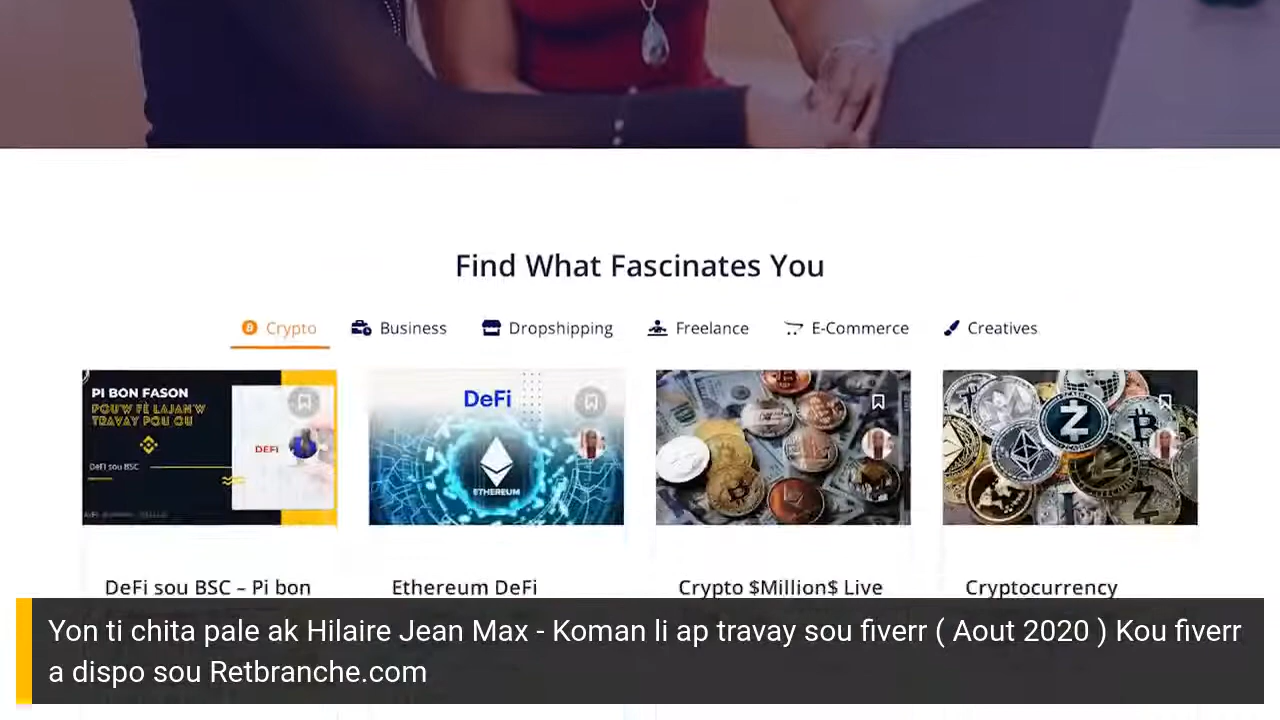 Find What Fascinates You
Crypto Business Dropshipping Freelance E-Commerce Creatives
PI BON FASON
POU'W FÈ LAJAN'W
TRAVAY POU OU
DEFI
DeFi sou BSC
DeFi
ETHEREUM
DeFi sou BSC – Pi bon
Ethereum DeFi
Crypto $Million$ Live
Cryptocurrency
Yon ti chita pale ak Hilaire Jean Max - Koman li ap travay sou fiverr ( Aout 2020 ) Kou fiverr
a dispo sou Retbranche.com